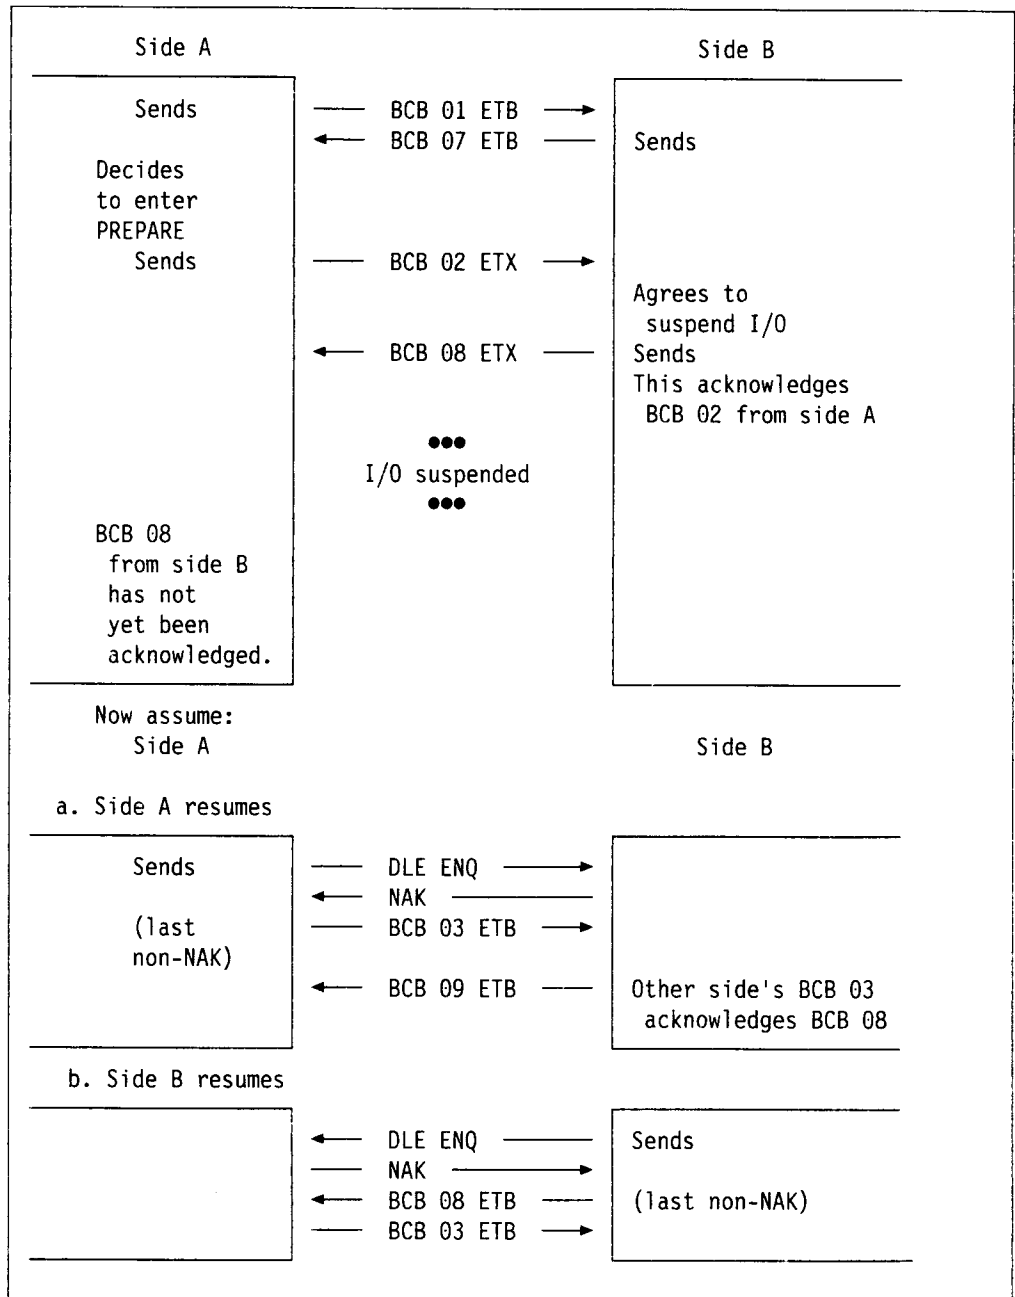 Side A
Side B
Sends
BCB 01 ETB
BCB 07 ETB
Sends
Decides
to enter
PREPARE
Sends
BCB 02 ETX
Agrees to
suspend I/O
BCB 08 ETX
Sends
This acknowledges
BCB 02 from side A
●●●
I/O suspended
●●●
BCB 08
from side B
has not
yet been
acknowledged.
Now assume:
Side A
Side B
a. Side A resumes
Sends
DLE ENQ
NAK
(last
non-NAK)
BCB 03 ETB
BCB 09 ETB
Other side's BCB 03
acknowledges BCB 08
b. Side B resumes
DLE ENQ
Sends
NAK
BCB 08 ETB
(last non-NAK)
BCB 03 ETB